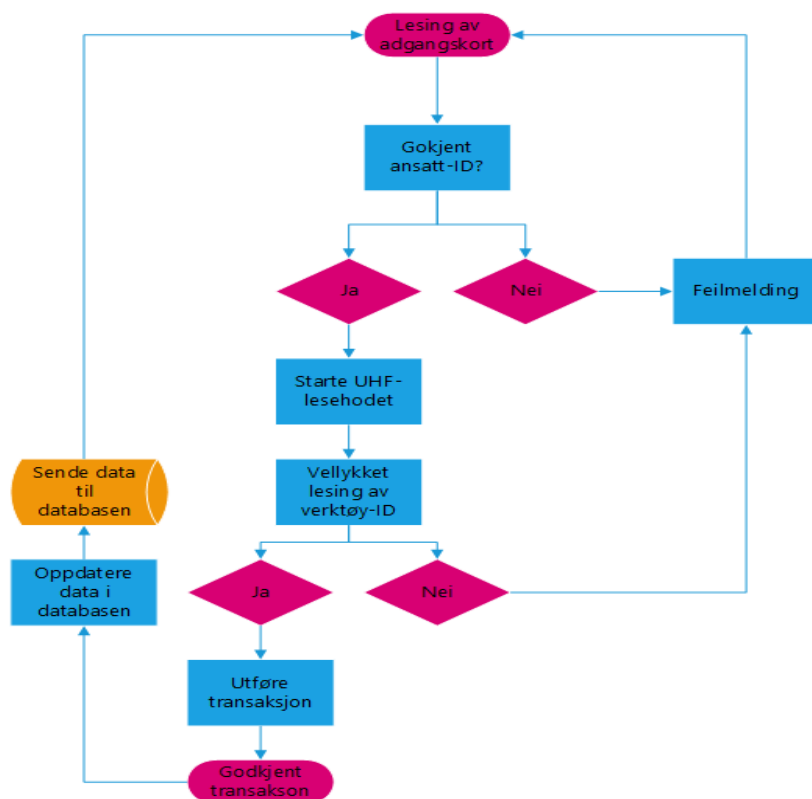 Lesing av
adgangskort
Gokjent
ansatt-ID?
Ja
Nei
Feilmelding
Starte UHF-
lesehodet
Vellykket
lesing av
verktøy-ID
Sende data
til
databasen
Oppdatere
data i
databasen
Ja
Nei
Utføre
transaksjon
Godkjent
transakson